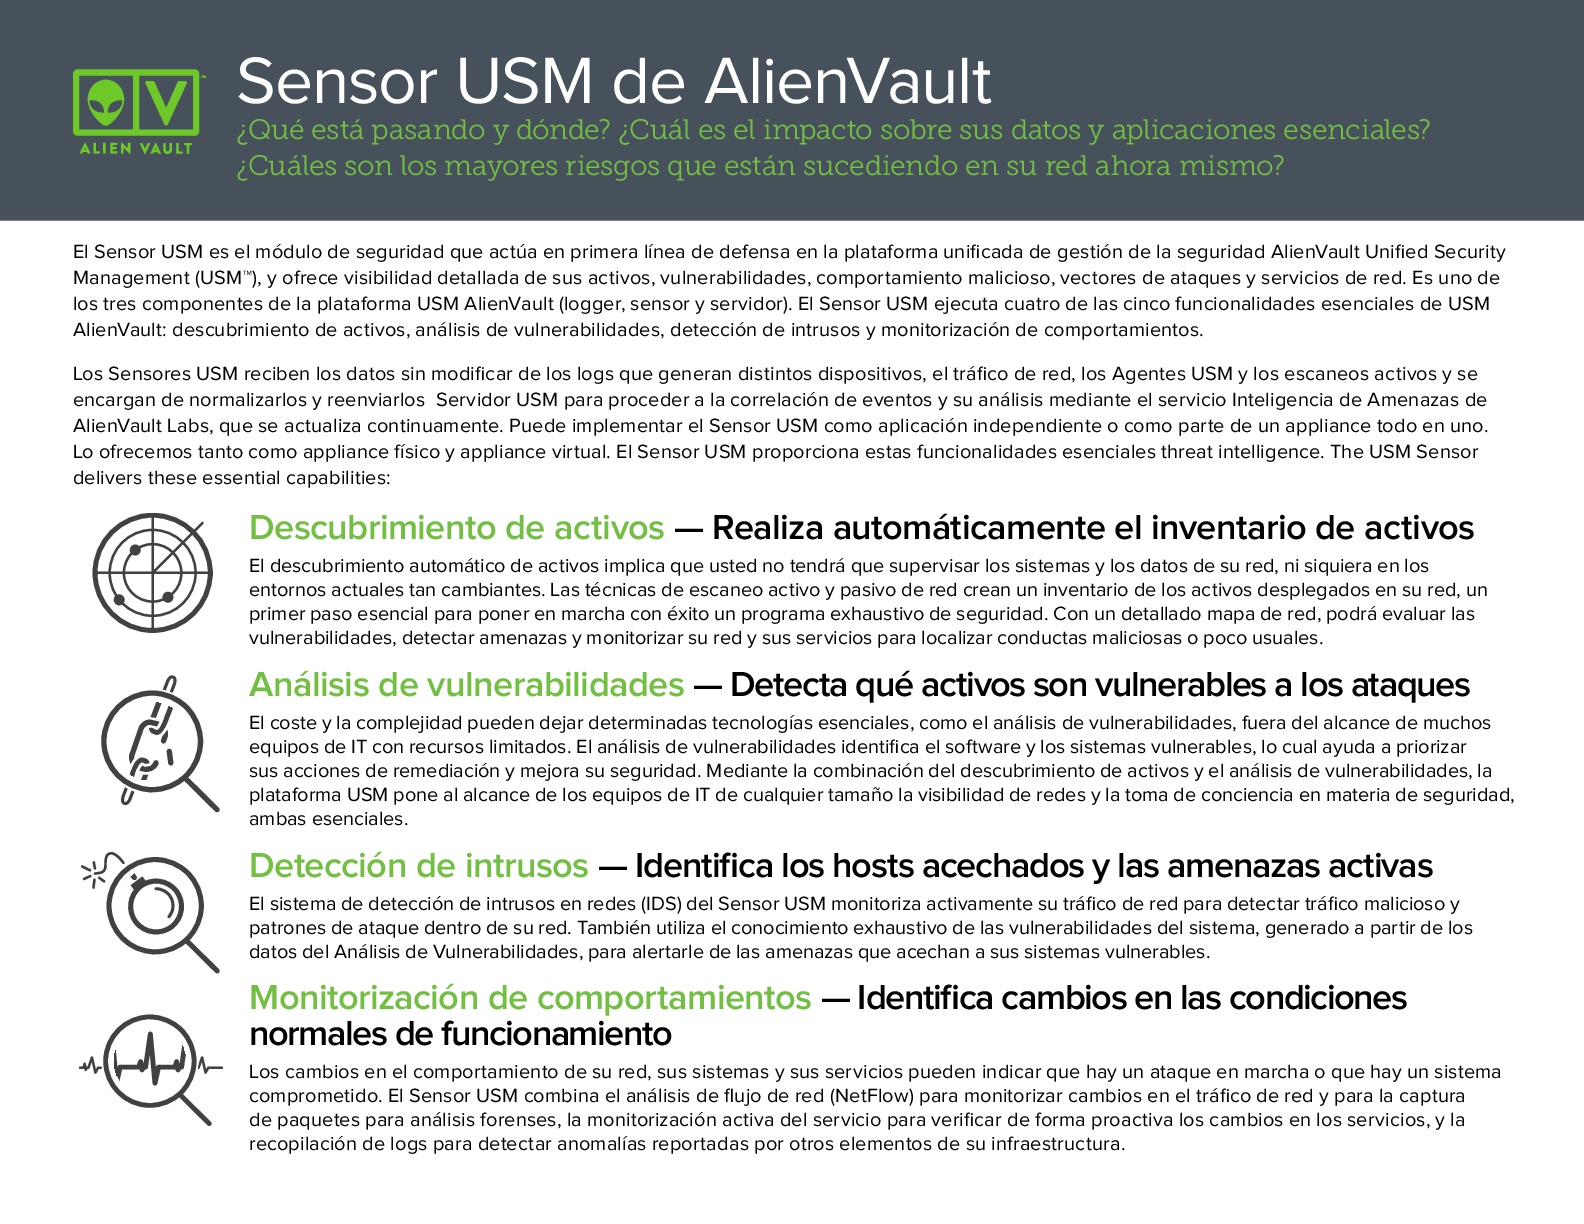 ALIEN VAULT
Sensor USM de AlienVault
¿Qué está pasando y dónde? ¿Cuál es el impacto sobre sus datos y aplicaciones esenciales?
¿Cuáles son los mayores riesgos que están sucediendo en su red ahora mismo?
El Sensor USM es el módulo de seguridad que actúa en primera línea de defensa en la plataforma unificada de gestión de la seguridad AlienVault Unified Security
Management (USM™), y ofrece visibilidad detallada de sus activos, vulnerabilidades, comportamiento malicioso, vectores de ataques y servicios de red. Es uno de
los tres componentes de la plataforma USM AlienVault (logger, sensor y servidor). El Sensor USM ejecuta cuatro de las cinco funcionalidades esenciales de USM
AlienVault: descubrimiento de activos, análisis de vulnerabilidades, detección de intrusos y monitorización de comportamientos.
Los Sensores USM reciben los datos sin modificar de los logs que generan distintos dispositivos, el tráfico de red, los Agentes USM y los escaneos activos y se
encargan de normalizarlos y reenviarlos  Servidor USM para proceder a la correlación de eventos y su análisis mediante el servicio Inteligencia de Amenazas de
AlienVault Labs, que se actualiza continuamente. Puede implementar el Sensor USM como aplicación independiente o como parte de un appliance todo en uno.
Lo ofrecemos tanto como appliance físico y appliance virtual. El Sensor USM proporciona estas funcionalidades esenciales threat intelligence. The USM Sensor
delivers these essential capabilities:
Descubrimiento de activos — Realiza automáticamente el inventario de activos
El descubrimiento automático de activos implica que usted no tendrá que supervisar los sistemas y los datos de su red, ni siquiera en los
entornos actuales tan cambiantes. Las técnicas de escaneo activo y pasivo de red crean un inventario de los activos desplegados en su red, un
primer paso esencial para poner en marcha con éxito un programa exhaustivo de seguridad. Con un detallado mapa de red, podrá evaluar las
vulnerabilidades, detectar amenazas y monitorizar su red y sus servicios para localizar conductas maliciosas o poco usuales.
Análisis de vulnerabilidades — Detecta qué activos son vulnerables a los ataques
El coste y la complejidad pueden dejar determinadas tecnologías esenciales, como el análisis de vulnerabilidades, fuera del alcance de muchos
equipos de IT con recursos limitados. El análisis de vulnerabilidades identifica el software y los sistemas vulnerables, lo cual ayuda a priorizar
sus acciones de remediación y mejora su seguridad. Mediante la combinación del descubrimiento de activos y el análisis de vulnerabilidades, la
plataforma USM pone al alcance de los equipos de IT de cualquier tamaño la visibilidad de redes y la toma de conciencia en materia de seguridad,
ambas esenciales.
Detección de intrusos — Identifica los hosts acechados y las amenazas activas
El sistema de detección de intrusos en redes (IDS) del Sensor USM monitoriza activamente su tráfico de red para detectar tráfico malicioso y
patrones de ataque dentro de su red. También utiliza el conocimiento exhaustivo de las vulnerabilidades del sistema, generado a partir de los
datos del Análisis de Vulnerabilidades, para alertarle de las amenazas que acechan a sus sistemas vulnerables.
Monitorización de comportamientos — Identifica cambios en las condiciones
normales de funcionamiento
Los cambios en el comportamiento de su red, sus sistemas y sus servicios pueden indicar que hay un ataque en marcha o que hay un sistema
comprometido. El Sensor USM combina el análisis de flujo de red (NetFlow) para monitorizar cambios en el tráfico de red y para la captura
de paquetes para análisis forenses, la monitorización activa del servicio para verificar de forma proactiva los cambios en los servicios, y la
recopilación de logs para detectar anomalías reportadas por otros elementos de su infraestructura.